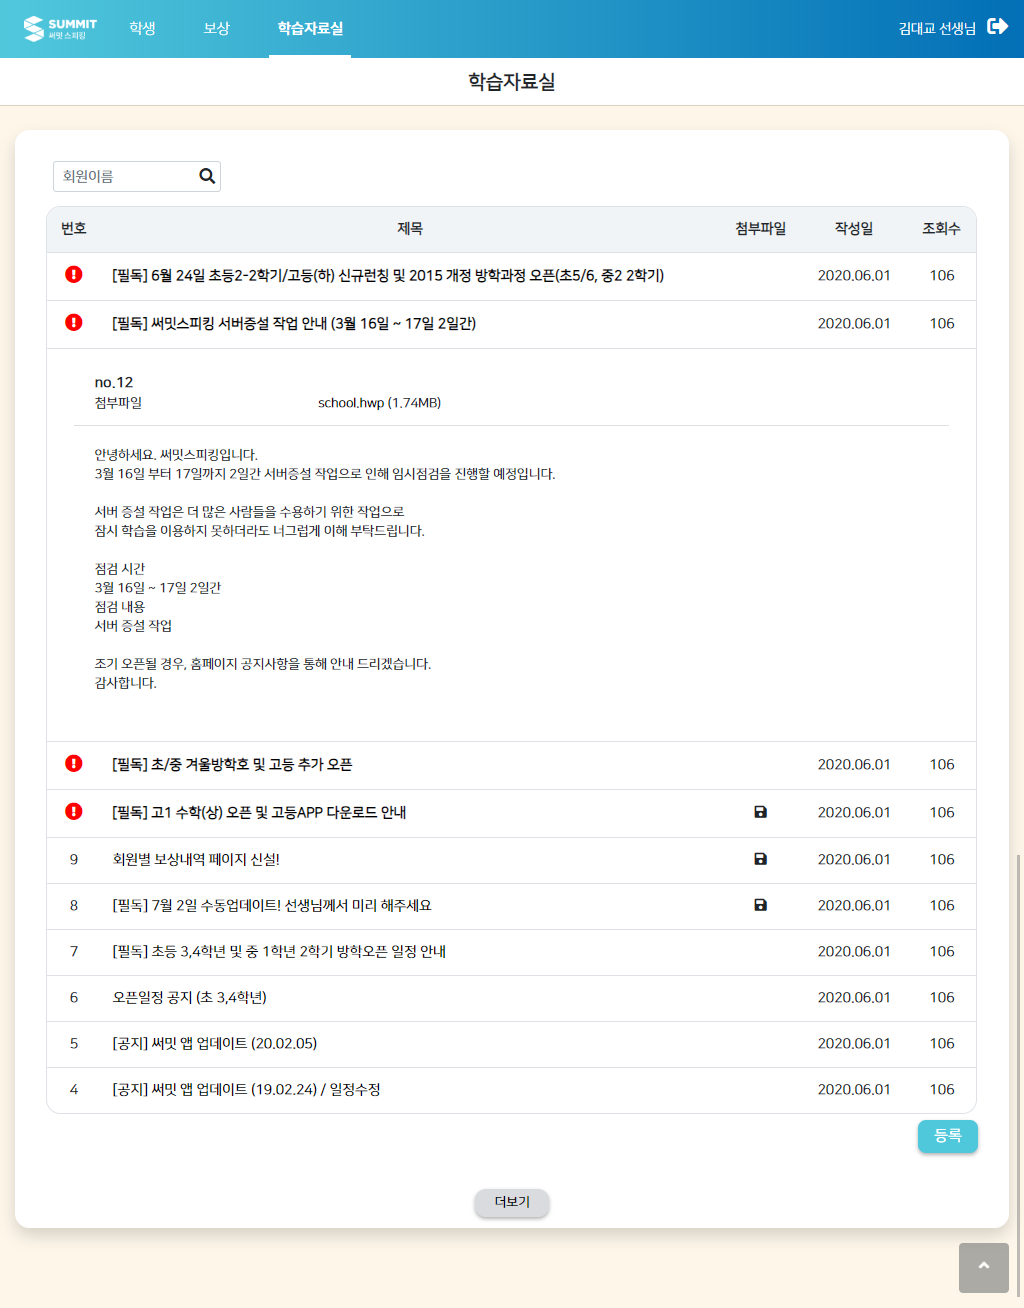 SUMMIT
써밋 스피킹
학생
보상
학습자료실
김대교 선생님
학습자료실
회원이름
번호 제목 첨부파일 작성일 조회수
[필독] 6월 24일 초등2-2학기/고등(하) 신규런칭 및 2015 개정 방학과정 오픈(초5/6, 중2 2학기) 2020.06.01 106
[필독] 써밋스피킹 서버증설 작업 안내 (3월 16일 ~ 17일 2일간) 2020.06.01 106
no.12
첨부파일 school.hwp (1.74MB)
안녕하세요. 써밋스피킹입니다.
3월 16일 부터 17일까지 2일간 서버증설 작업으로 인해 임시점검을 진행할 예정입니다.
서버 증설 작업은 더 많은 사람들을 수용하기 위한 작업으로
잠시 학습을 이용하지 못하더라도 너그럽게 이해 부탁드립니다.
점검 시간
3월 16일 ~ 17일 2일간
점검 내용
서버 증설 작업
조기 오픈될 경우, 홈페이지 공지사항을 통해 안내 드리겠습니다.
감사합니다.
[필독] 초/중 겨울방학호 및 고등 추가 오픈 2020.06.01 106
[필독] 고1 수학(상) 오픈 및 고등APP 다운로드 안내 2020.06.01 106
9 회원별 보상내역 페이지 신설! 2020.06.01 106
8 [필독] 7월 2일 수동업데이트! 선생님께서 미리 해주세요 2020.06.01 106
7 [필독] 초등 3,4학년 및 중 1학년 2학기 방학오픈 일정 안내 2020.06.01 106
6 오픈일정 공지 (초 3,4학년) 2020.06.01 106
5 [공지] 써밋 앱 업데이트 (20.02.05) 2020.06.01 106
4 [공지] 써밋 앱 업데이트 (19.02.24) / 일정수정 2020.06.01 106
등록
더보기